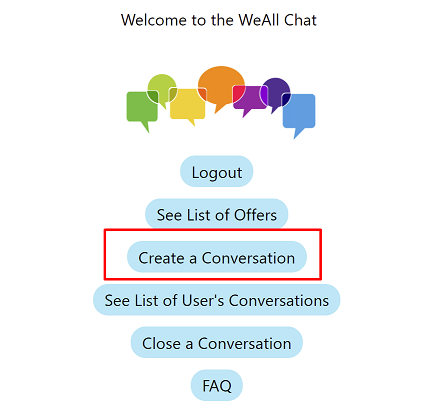 Welcome to the WeAll Chat
Logout
See List of Offers
Create a Conversation
See List of User's Conversations
Close a Conversation
FAQ